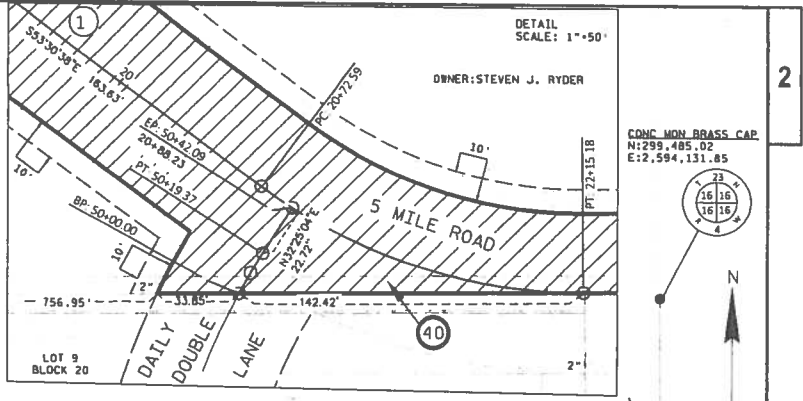 DETAIL
SCALE: 1"=50'
OWNER:STEVEN J. RYDER
2
1
S53°30'38"E
163.63'
20
PC: 20+72.59
EP: 50+42.09
20+88.23
PT: 50+19.37
BP: 50+00.00
10'
10'
10'
N32°25'04"E
22.72'
5 MILE ROAD
PT: 22+15.18
CONC MON BRASS CAP
N:299,485.02
E:2,594,131.85
T 23 N
16 16
16 16
R 4 W
N
12"
756.95'
33.85'
142.42'
40
LOT 9
BLOCK 20
DAILY
DOUBLE
LANE
2"